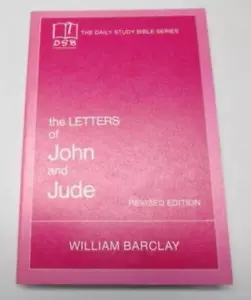 DSB
THE DAILY STUDY BIBLE SERIES
the LETTERS
of
John
and
Jude
REVISED EDITION
WILLIAM BARCLAY